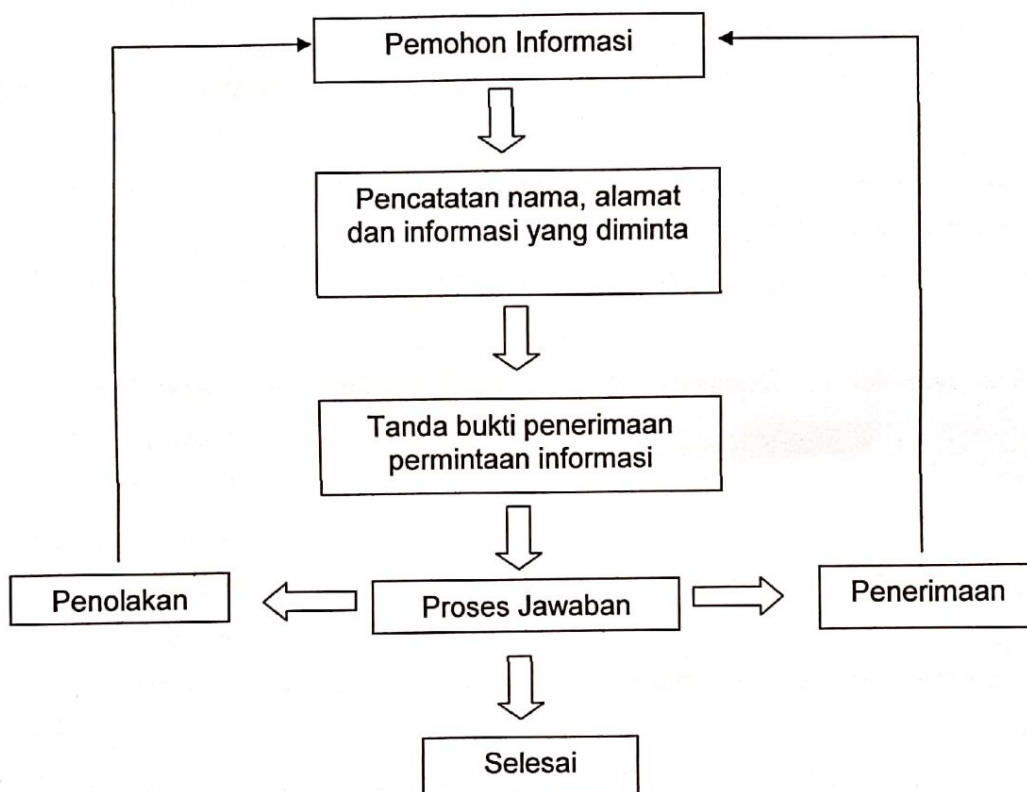 Pemohon Informasi
Pencatatan nama, alamat
dan informasi yang diminta
Tanda bukti penerimaan
permintaan informasi
Penolakan
Proses Jawaban
Penerimaan
Selesai